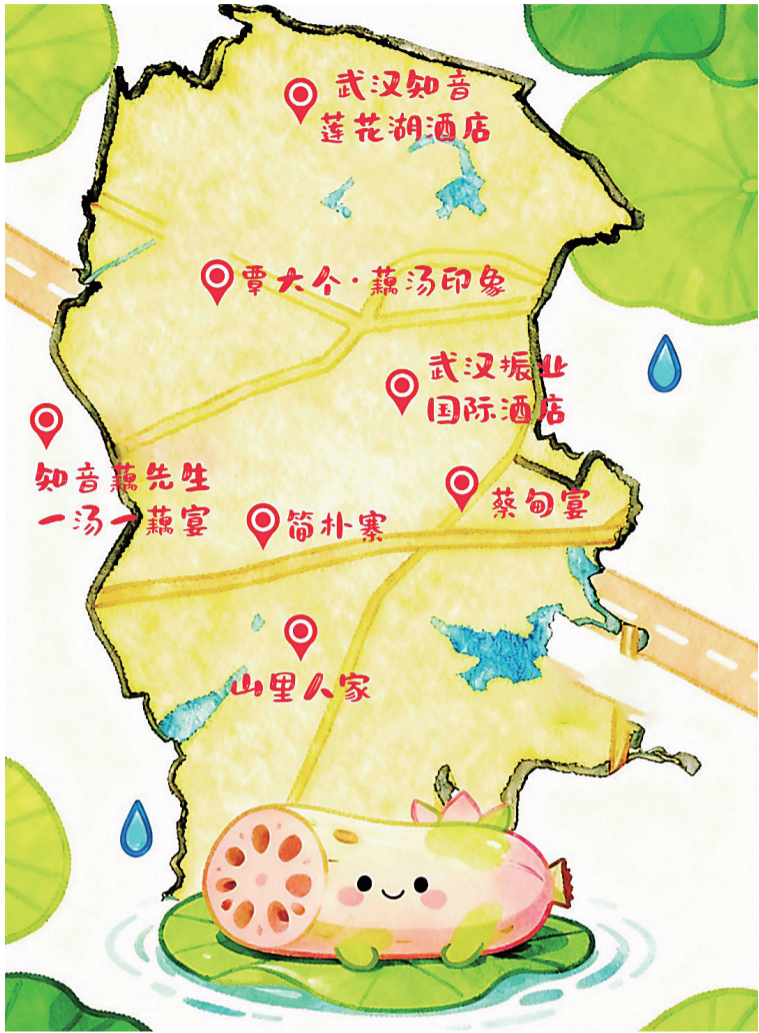 武汉知音
莲花湖酒店
覃大个·藕汤印象
武汉振业
国际酒店
知音藕先生
一汤一藕宴
蔡甸宴
简朴寨
山里人家